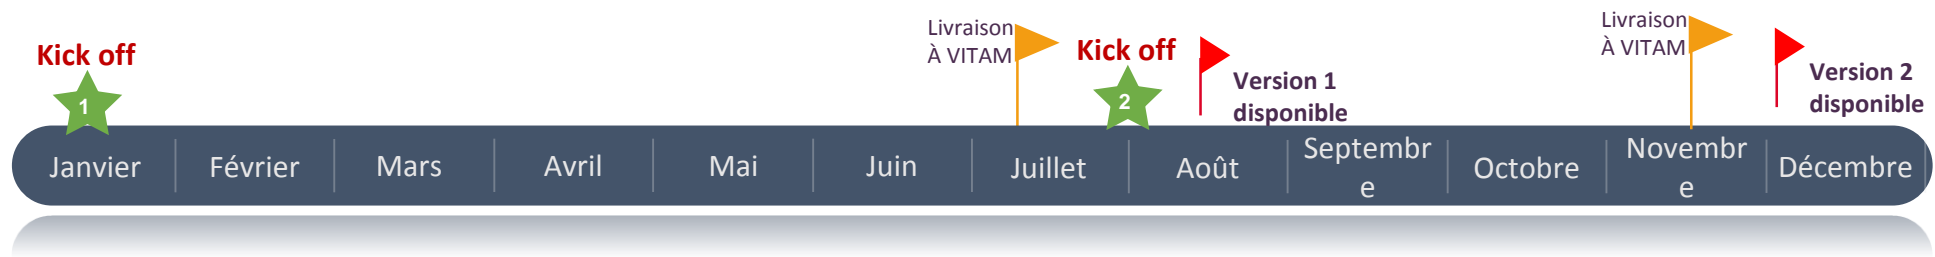 Kick off
1
Livraison
À VITAM
Kick off
2
Version 1
disponible
Livraison
À VITAM
Version 2
disponible
Janvier
Février
Mars
Avril
Mai
Juin
Juillet
Août
Septembr
e
Octobre
Novembr
e
Décembre